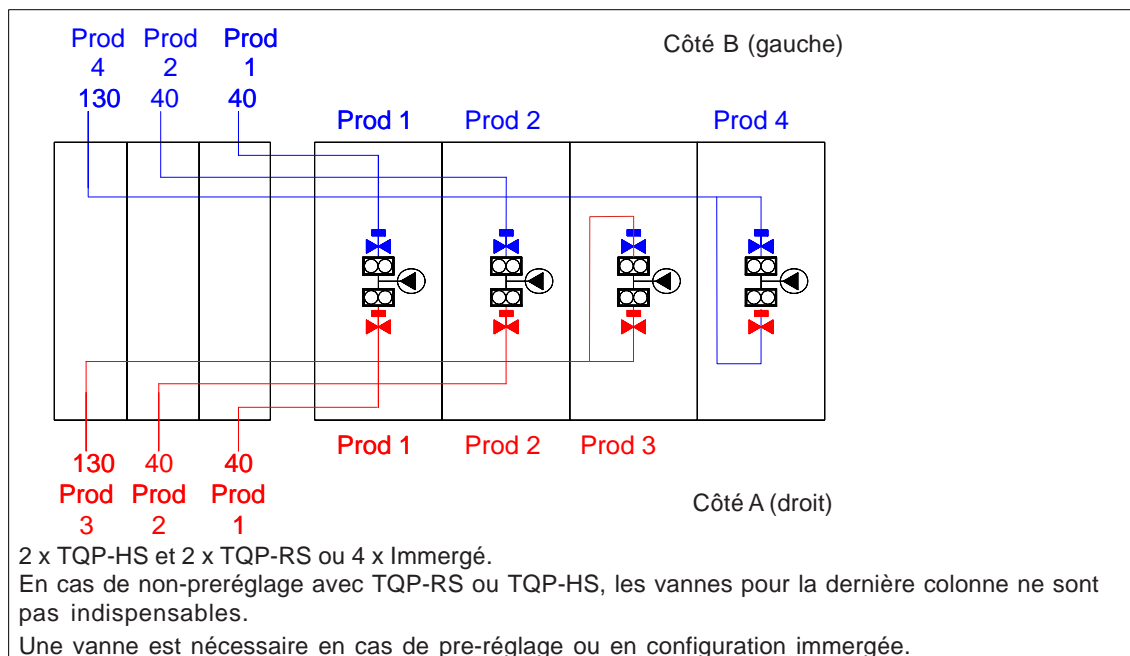 Prod Prod Prod
4 2 1
130 40 40
Côté B (gauche)
Prod 1 Prod 2 Prod 4
Prod 1 Prod 2 Prod 3
130 40 40
Prod Prod Prod
3 2 1
Côté A (droit)
2 x TQP-HS et 2 x TQP-RS ou 4 x Immergé.
En cas de non-preréglage avec TQP-RS ou TQP-HS, les vannes pour la dernière colonne ne sont
pas indispensables.
Une vanne est nécessaire en cas de pre-réglage ou en configuration immergée.